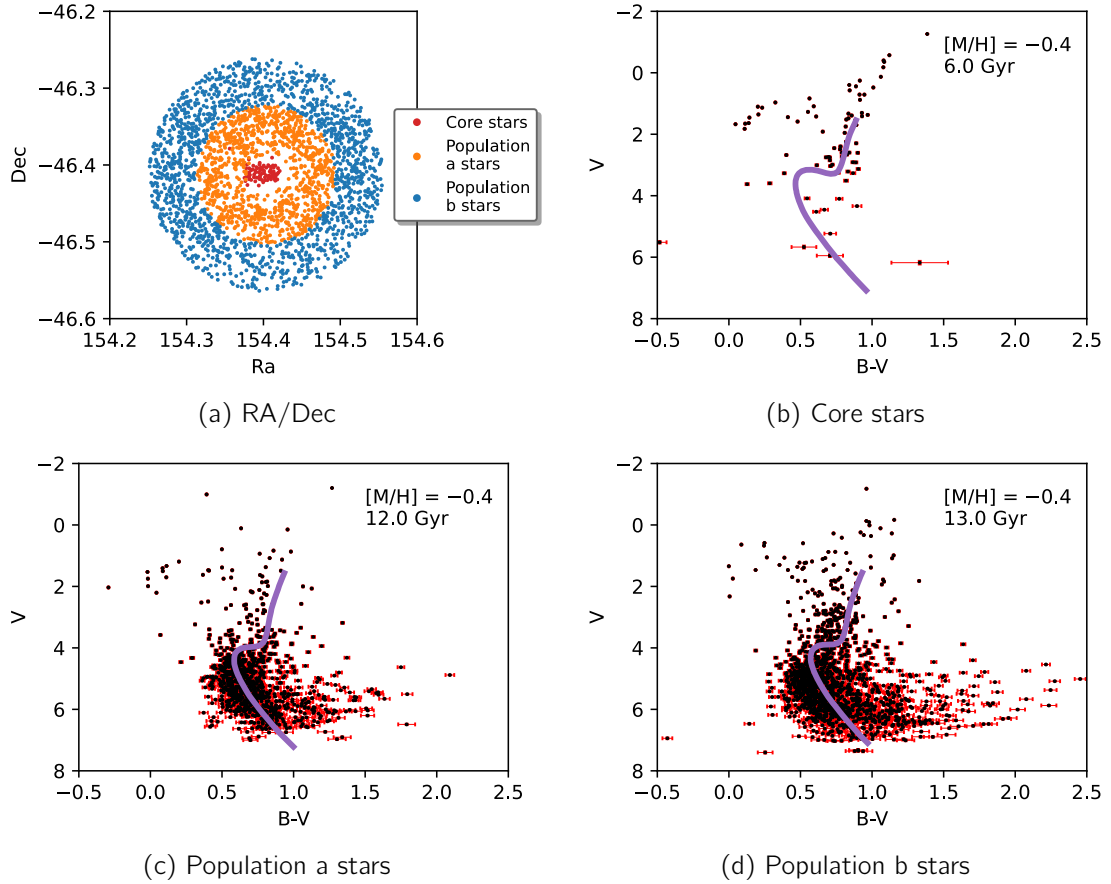 −46.2
−46.3
−46.4
−46.5
−46.6
Dec
154.2 154.3 154.4 154.5 154.6
Ra
Core stars
Population
a stars
Population
b stars
(a) RA/Dec
−2
0
2
4
6
8
V
−0.5 0.0 0.5 1.0 1.5 2.0 2.5
B-V
[M/H] = −0.4
6.0 Gyr
(b) Core stars
−2
0
2
4
6
8
V
−0.5 0.0 0.5 1.0 1.5 2.0 2.5
B-V
[M/H] = −0.4
12.0 Gyr
(c) Population a stars
−2
0
2
4
6
8
V
−0.5 0.0 0.5 1.0 1.5 2.0 2.5
B-V
[M/H] = −0.4
13.0 Gyr
(d) Population b stars